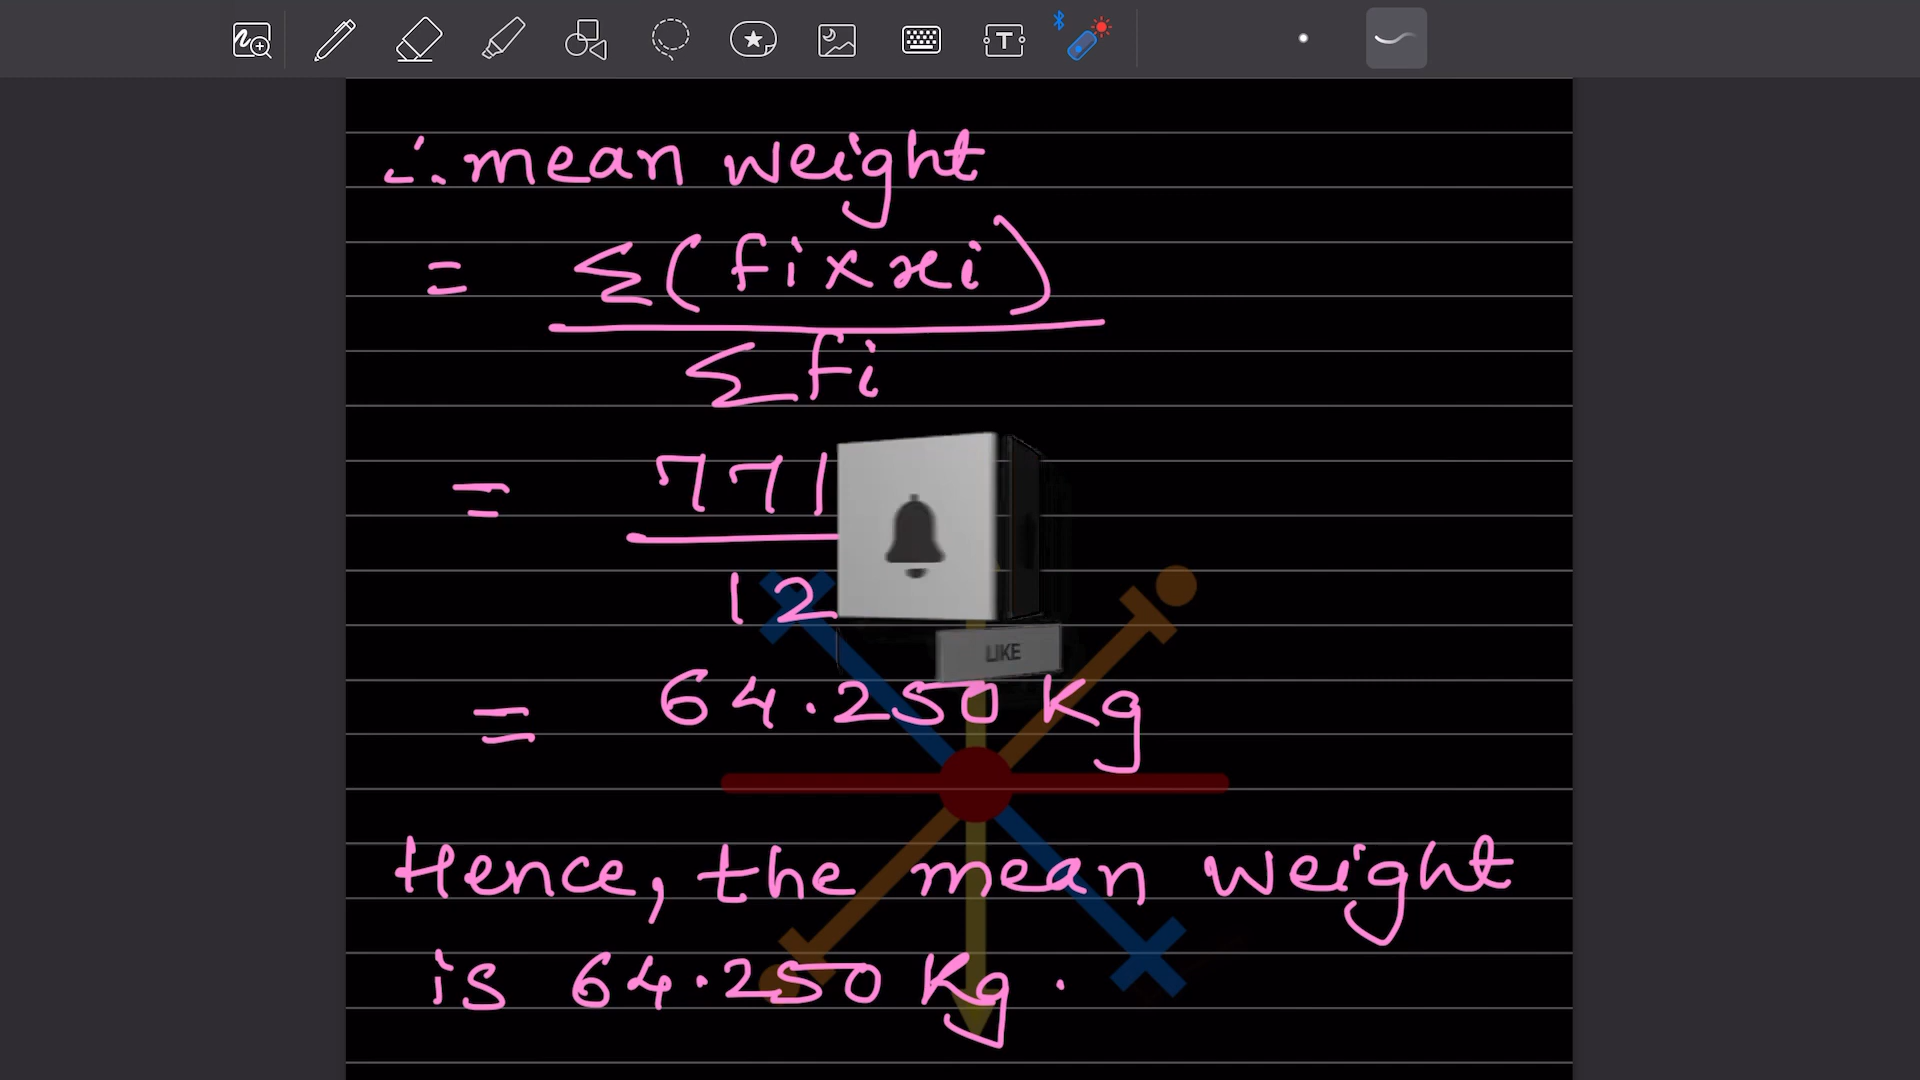 ∴ mean weight
= Σ(fi×xi)
Σfi
= 771
12
LIKE
= 64.250 Kg
Hence, the mean weight
is 64.250 Kg.